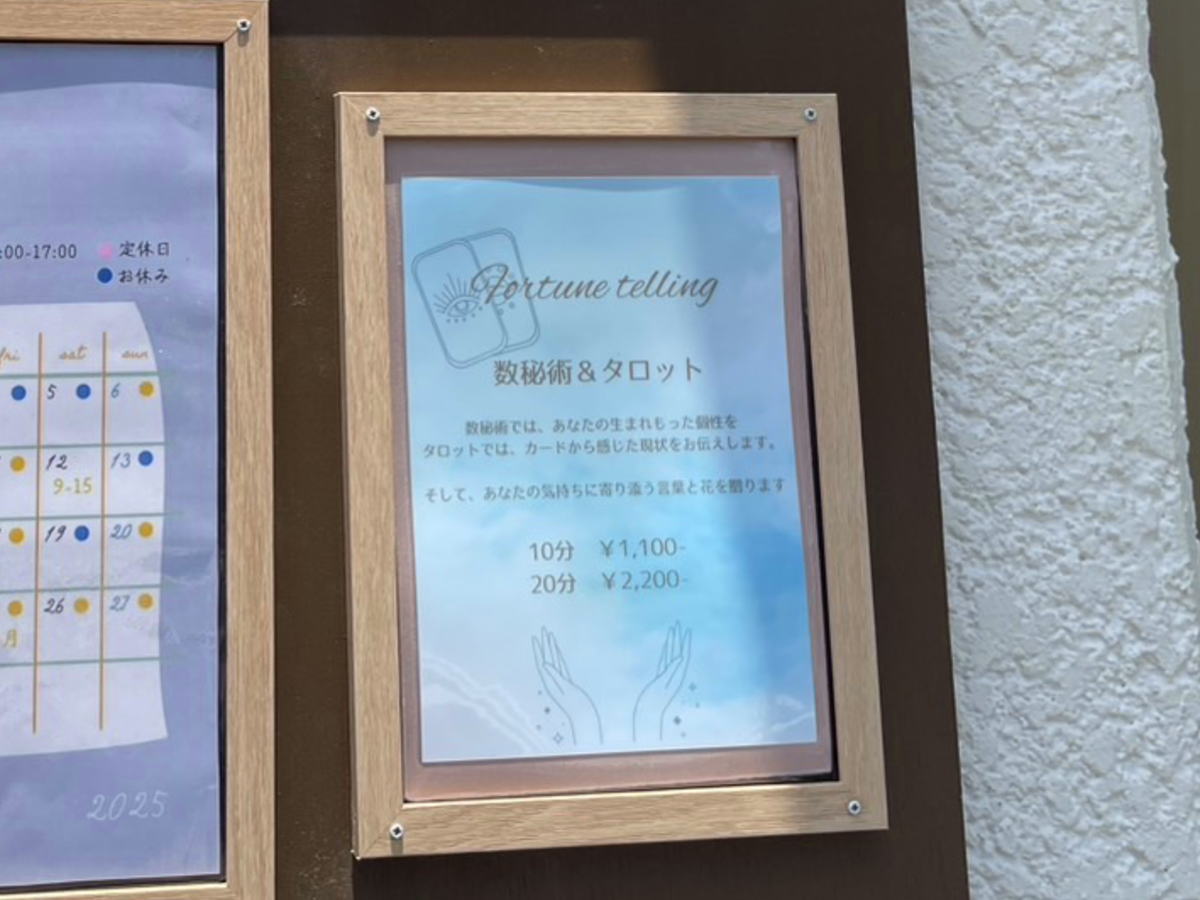 :00-17:00 定休日
お休み
fri sat sun
5 6
12 13
9-15
19 20
26 27
月
2025
Fortune telling
数秘術&タロット
数秘術では、あなたの生まれもった個性を
タロットでは、カードから感じた現状をお伝えします。
そして、あなたの気持ちに寄り添う言葉と花を贈ります
10分 ¥1,100-
20分 ¥2,200-